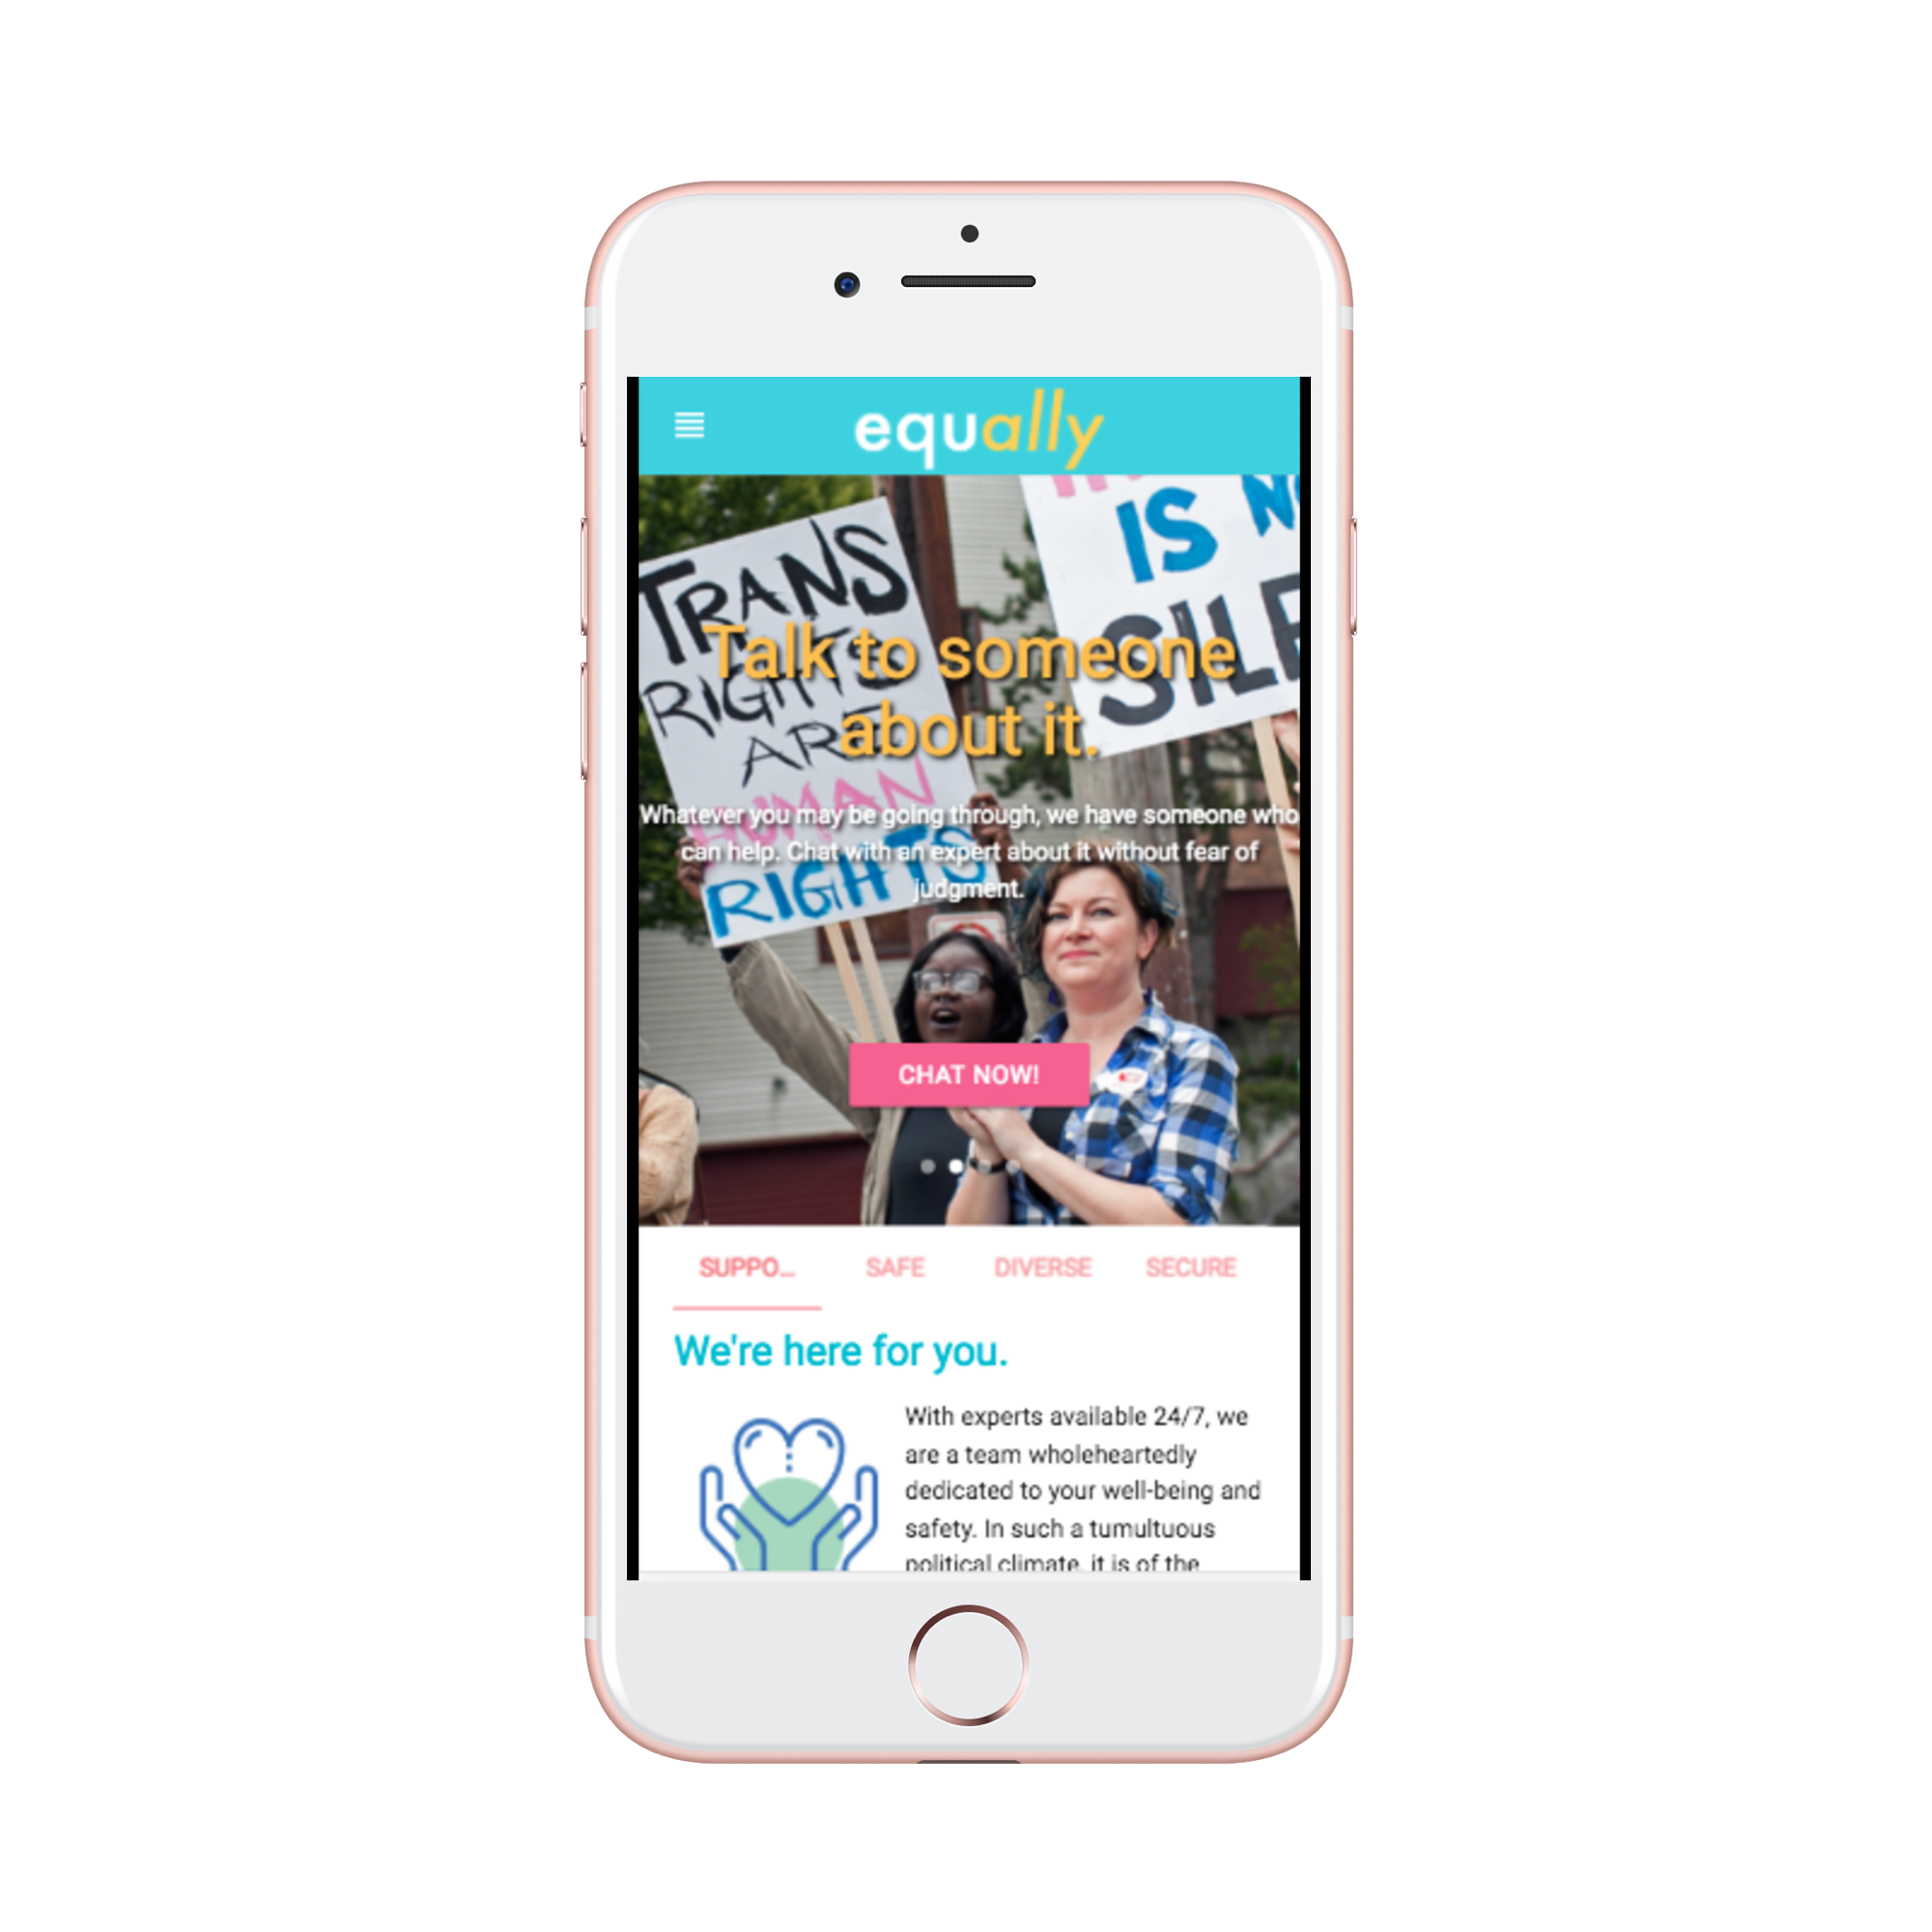 equally
TRANS
RIGHTS
ARE
HUMAN
RIGHTS
IS
Talk to someone
about it.
Whatever you may be going through, we have someone who
can help. Chat with an expert about it without fear of
judgment.
CHAT NOW!
SUPPO...
SAFE
DIVERSE
SECURE
We're here for you.
With experts available 24/7, we
are a team wholeheartedly
dedicated to your well-being and
safety. In such a tumultuous
political climate, it is of the